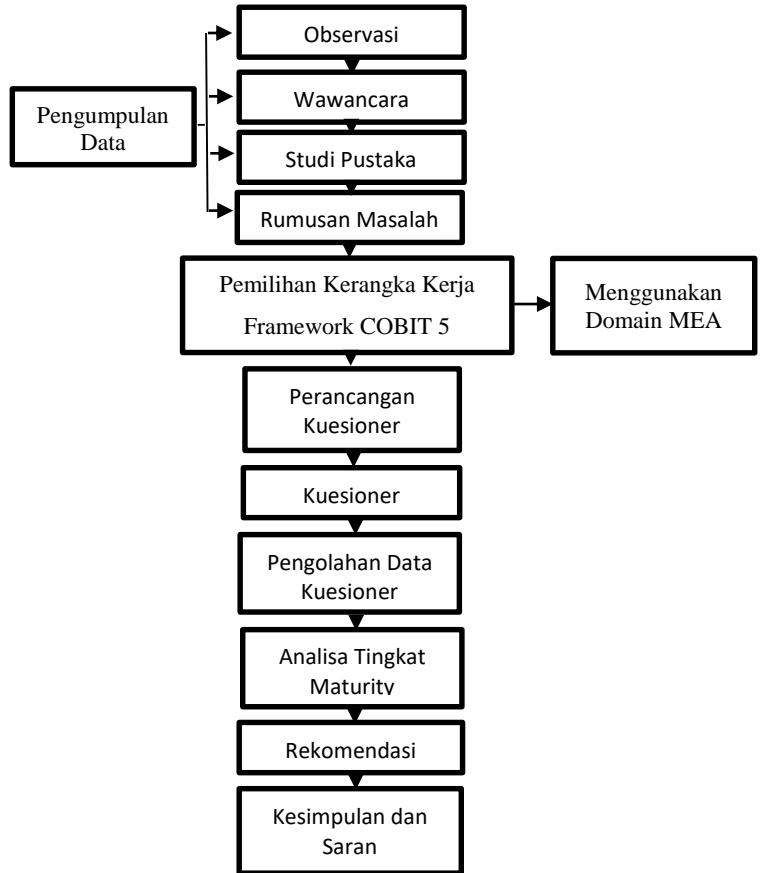 Observasi
Wawancara
Pengumpulan
Data
Studi Pustaka
Rumusan Masalah
Pemilihan Kerangka Kerja
Framework COBIT 5
Menggunakan
Domain MEA
Perancangan
Kuesioner
Kuesioner
Pengolahan Data
Kuesioner
Analisa Tingkat
Maturity
Rekomendasi
Kesimpulan dan
Saran